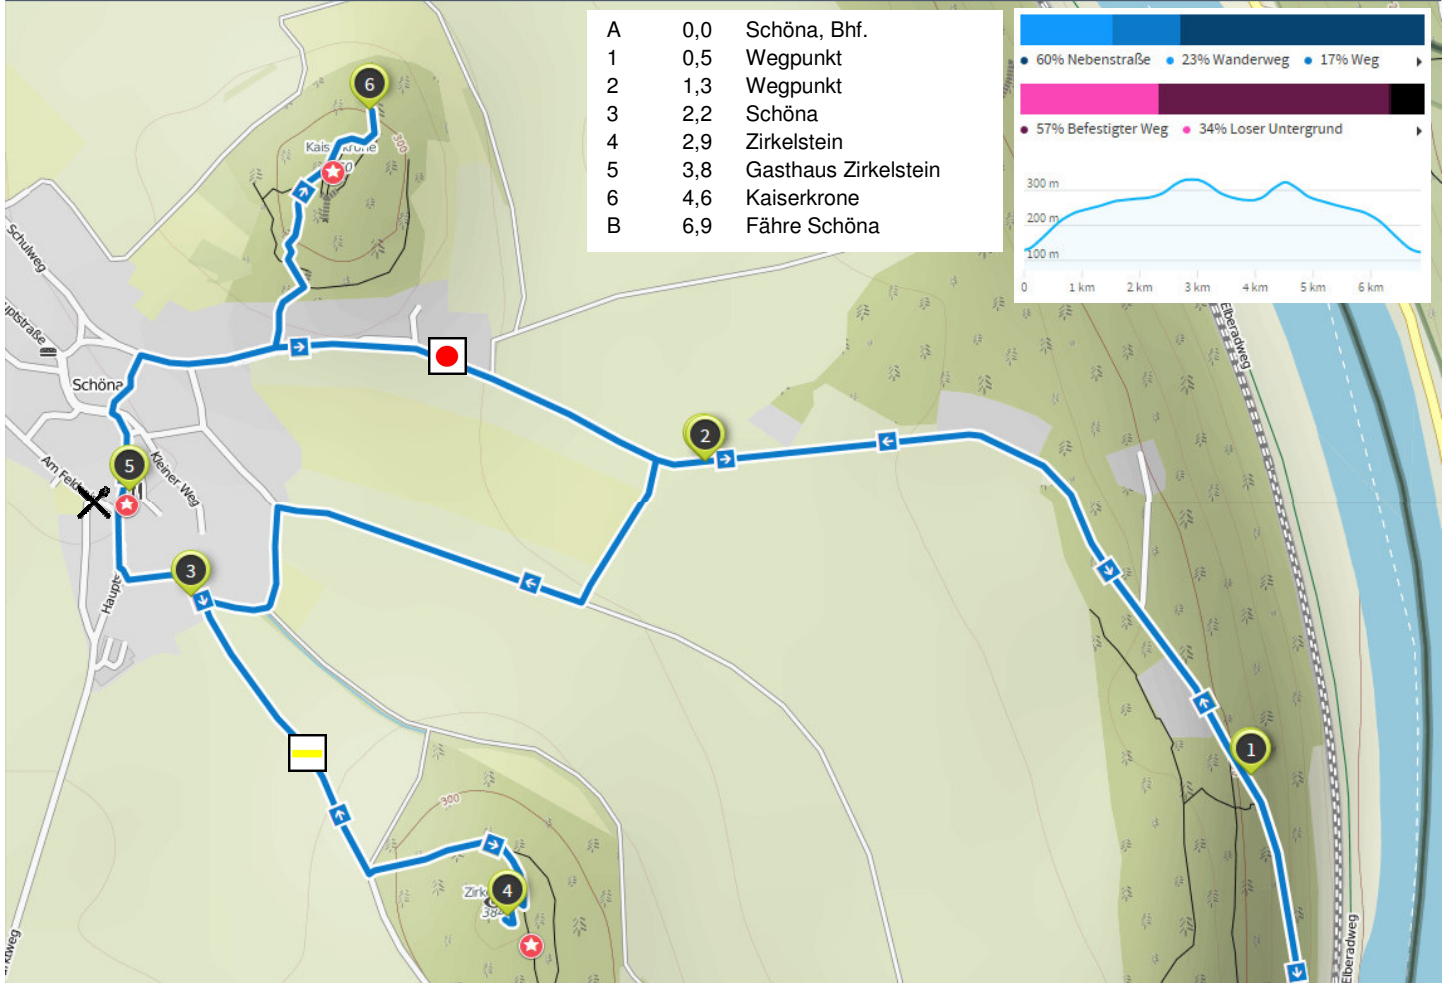 A 0,0 Schöna, Bhf.
1 0,5 Wegpunkt
2 1,3 Wegpunkt
3 2,2 Schöna
4 2,9 Zirkelstein
5 3,8 Gasthaus Zirkelstein
6 4,6 Kaiserkrone
B 6,9 Fähre Schöna
60% Nebenstraße 23% Wanderweg 17% Weg
57% Befestigter Weg 34% Loser Untergrund
300 m
200 m
100 m
0 1 km 2 km 3 km 4 km 5 km 6 km
6
300
Schulweg
Elberadweg
Schöna
2
5
Kleiner Weg
3
1
300
4
Elberadweg